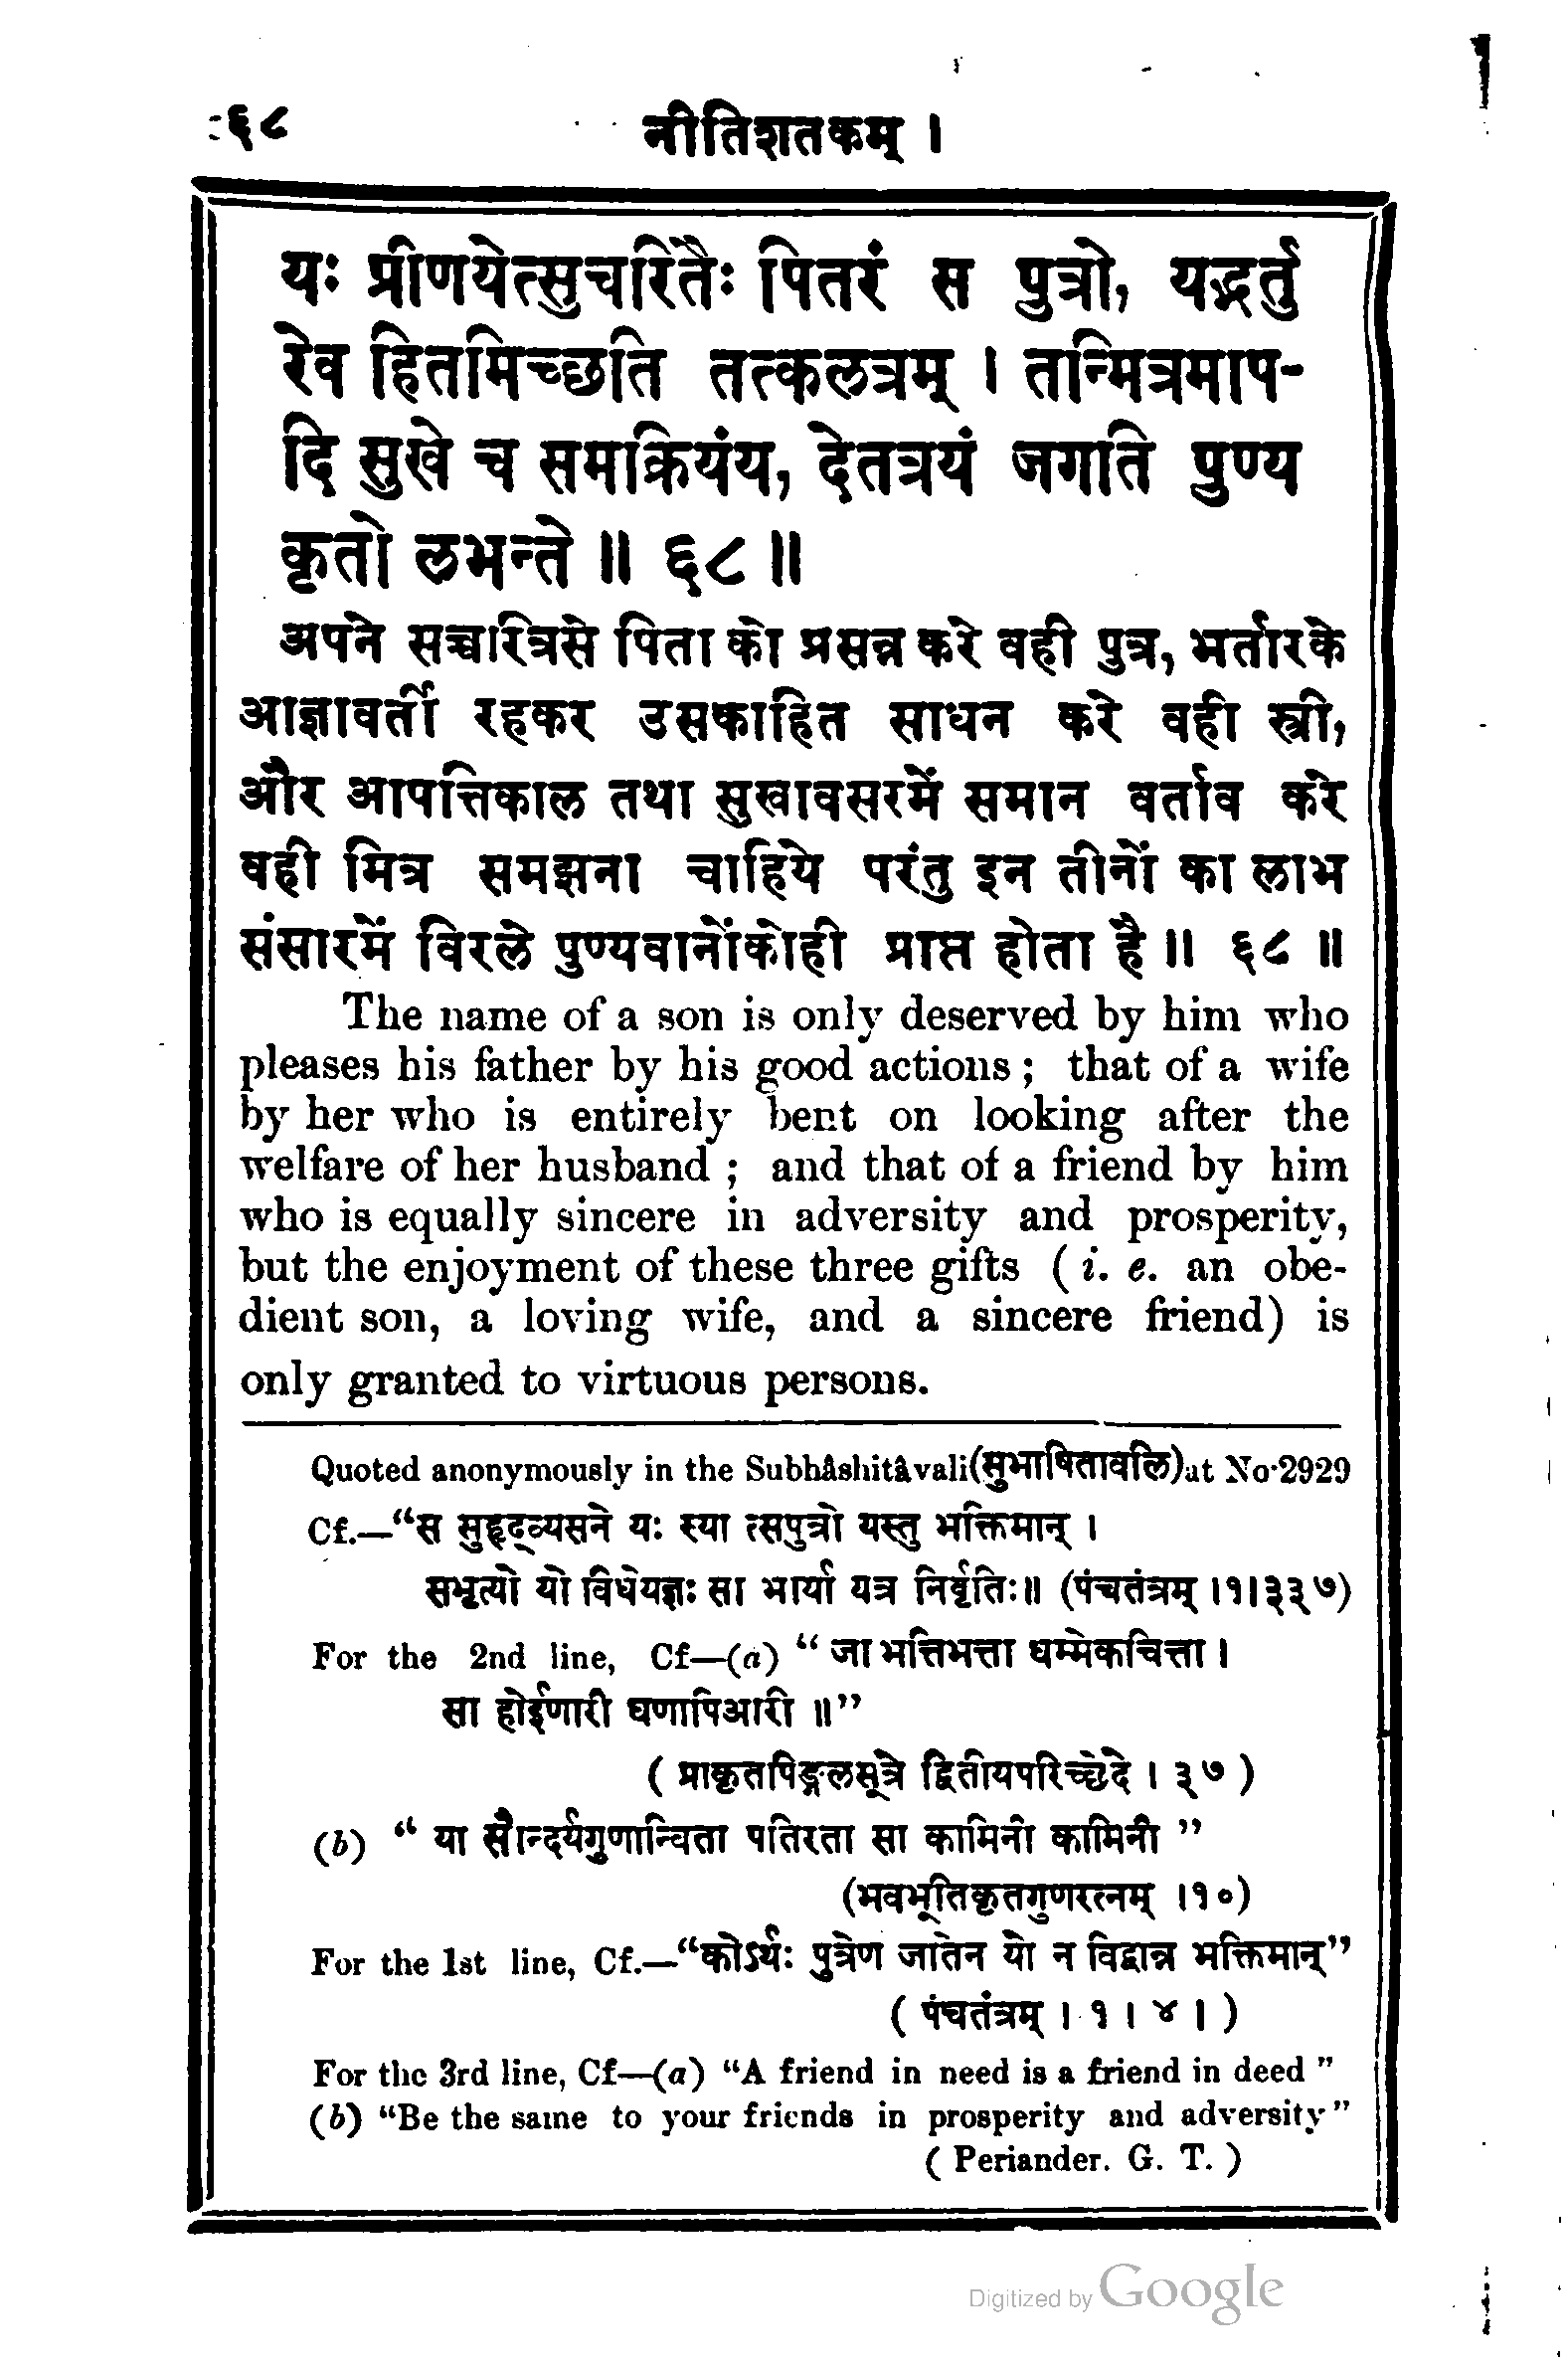 ६८ नीतिशतकम् ।
यः प्रीणयेत्सुचरितैः पितरं स पुत्रो, यद्भर्तु
रेव हितमिच्छति तत्कलत्रम् । तन्मित्रमाप-
दि सुखे च समक्रियंय, देतत्रयं जगति पुण्य
कृतो लभन्ते ॥ ६८ ॥
अपने सच्चारित्रिसे पिता को प्रसन्न करे वही पुत्र, भर्तारके
आज्ञावर्ती रहकर उसकाहित साधन करे वही स्त्री,
और आपत्तिकाल तथा सुखावसरमें समान वर्ताव करे
वही मित्र समझना चाहिये परंतु इन तीनों का लाभ
संसारमें विरले पुण्यवानोंकोही प्राप्त होता है ॥ ६८ ॥
The name of a son is only deserved by him who
pleases his father by his good actions ; that of a wife
by her who is entirely bent on looking after the
welfare of her husband ; and that of a friend by him
who is equally sincere in adversity and prosperity,
but the enjoyment of these three gifts ( i. e. an obe-
dient son, a loving wife, and a sincere friend) is
only granted to virtuous persons.
Quoted anonymously in the Subhâshitâvali(सुभाषितावलि)at No·2929
Cf.—“स सुहृद्व्यसने यः स्या त्सपुत्रो यस्तु भक्तिमान् ।
सभृत्यो यो विधेयज्ञः सा भार्या यत्र निर्वृतिः॥ (पंचतंत्रम् ।१।३३७)
For the 2nd line, Cf—(a) “ जा भत्तिभत्ता धम्मेकचित्ता ।
सा होईणारी धणापिआरी ॥”
( प्राकृतपिङ्गलसूत्रे द्वितीयपरिच्छेदे । ३७ )
(b) “ या सौन्दर्यगुणान्विता पतिरता सा कामिनी कामिनी ”
(भवभूतिकृतगुणरत्नम् ।१०)
For the 1st line, Cf.—“कोऽर्थः पुत्रेण जातेन यो न विद्वान्न भक्तिमान्”
( पंचतंत्रम् । १ । ४ । )
For the 3rd line, Cf—(a) “A friend in need is a friend in deed ”
(b) “Be the same to your friends in prosperity and adversity”
( Periander. G. T. )
Digitized by Google